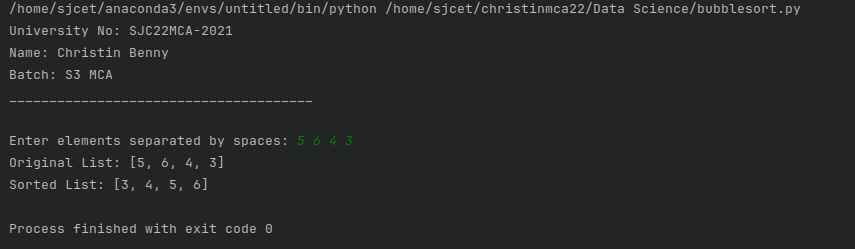 /home/sjcet/anaconda3/envs/untitled/bin/python /home/sjcet/christinmca22/Data Science/bubblesort.py
University No: SJC22MCA-2021
Name: Christin Benny
Batch: S3 MCA
______________________________________
Enter elements separated by spaces: 5 6 4 3
Original List: [5, 6, 4, 3]
Sorted List: [3, 4, 5, 6]
Process finished with exit code 0